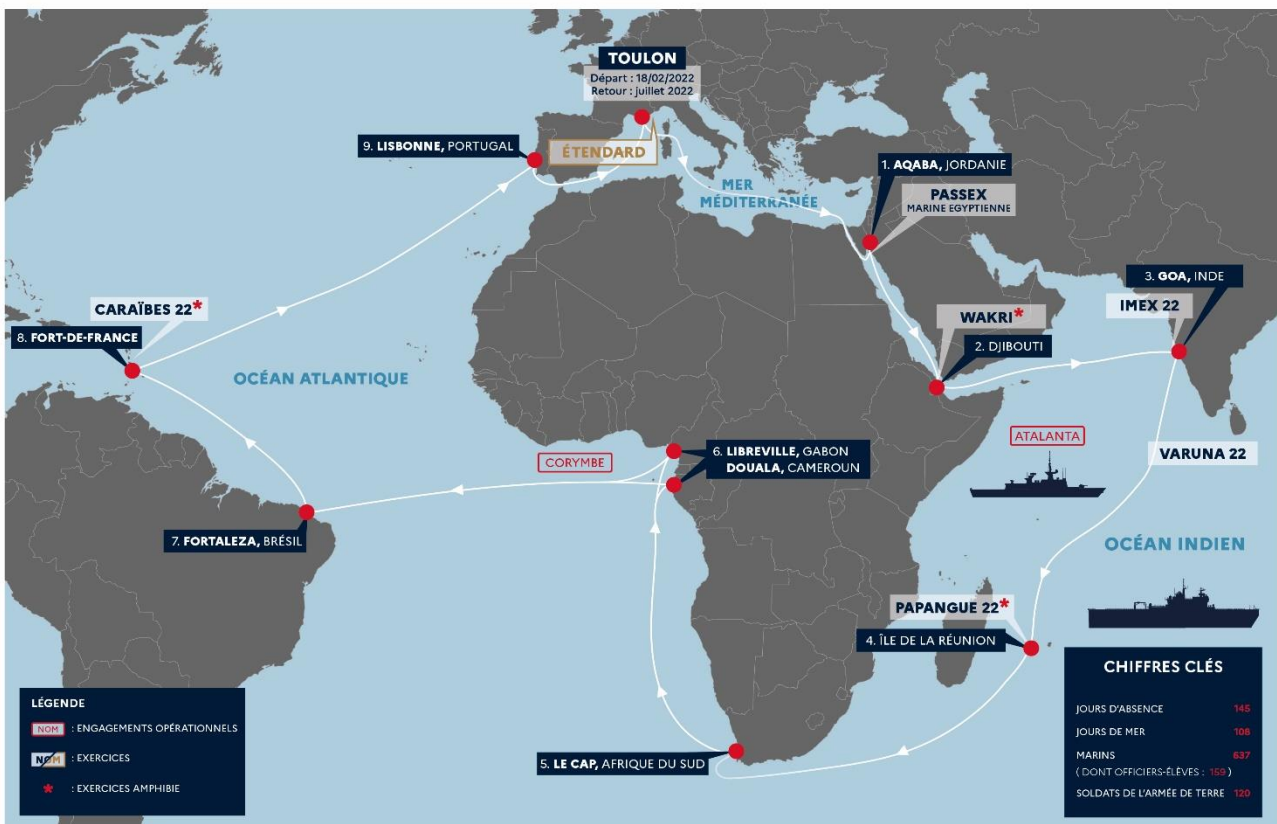 TOULON
Départ : 18/02/2022
Retour : juillet 2022
9. LISBONNE, PORTUGAL
ÉTENDARD
1. AQABA, JORDANIE
MER
MÉDITERRANÉE
PASSEX
MARINE EGYPTIENNE
3. GOA, INDE
IMEX 22
CARAÏBES 22*
8. FORT-DE-FRANCE
WAKRI*
2. DJIBOUTI
OCÉAN ATLANTIQUE
ATALANTA
6. LIBREVILLE, GABON
DOUALA, CAMEROUN
CORYMBE
VARUNA 22
7. FORTALEZA, BRÉSIL
OCÉAN INDIEN
PAPANGUE 22*
4. ÎLE DE LA RÉUNION
5. LE CAP, AFRIQUE DU SUD
LÉGENDE
NOM : ENGAGEMENTS OPÉRATIONNELS
NOM : EXERCICES
* : EXERCICES AMPHIBIE
CHIFFRES CLÉS
JOURS D'ABSENCE 145
JOURS DE MER 108
MARINS 637
( DONT OFFICIERS-ÉLÈVES : 159 )
SOLDATS DE L'ARMÉE DE TERRE 120